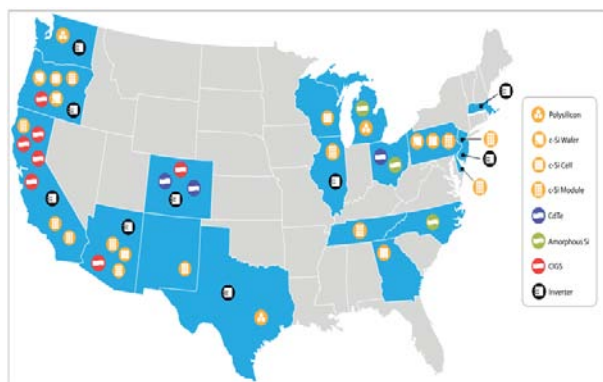 Polysilicon
c-Si Wafer
c-Si Cell
c-Si Module
CdTe
Amorphous Si
CIGS
Inverter